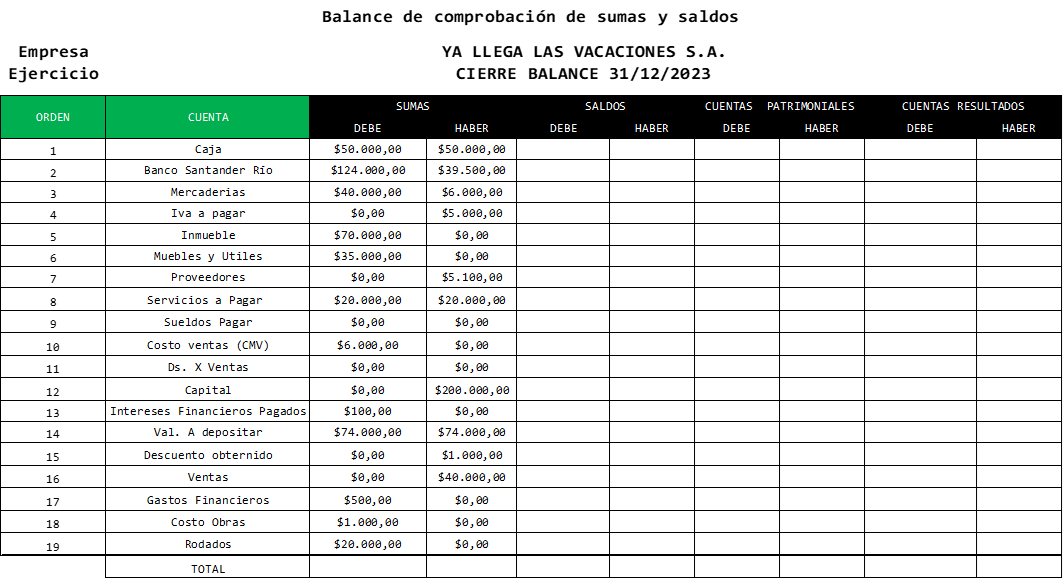 Balance de comprobación de sumas y saldos
Empresa YA LLEGA LAS VACACIONES S.A.
Ejercicio CIERRE BALANCE 31/12/2023
ORDEN CUENTA SUMAS SALDOS CUENTAS PATRIMONIALES CUENTAS RESULTADOS
DEBE HABER DEBE HABER DEBE HABER DEBE HABER
1 Caja $50.000,00 $50.000,00
2 Banco Santander Río $124.000,00 $39.500,00
3 Mercaderias $40.000,00 $6.000,00
4 Iva a pagar $0,00 $5.000,00
5 Inmueble $70.000,00 $0,00
6 Muebles y Utiles $35.000,00 $0,00
7 Proveedores $0,00 $5.100,00
8 Servicios a Pagar $20.000,00 $20.000,00
9 Sueldos Pagar $0,00 $0,00
10 Costo ventas (CMV) $6.000,00 $0,00
11 Ds. X Ventas $0,00 $0,00
12 Capital $0,00 $200.000,00
13 Intereses Financieros Pagados $100,00 $0,00
14 Val. A depositar $74.000,00 $74.000,00
15 Descuento obternido $0,00 $1.000,00
16 Ventas $0,00 $40.000,00
17 Gastos Financieros $500,00 $0,00
18 Costo Obras $1.000,00 $0,00
19 Rodados $20.000,00 $0,00
TOTAL